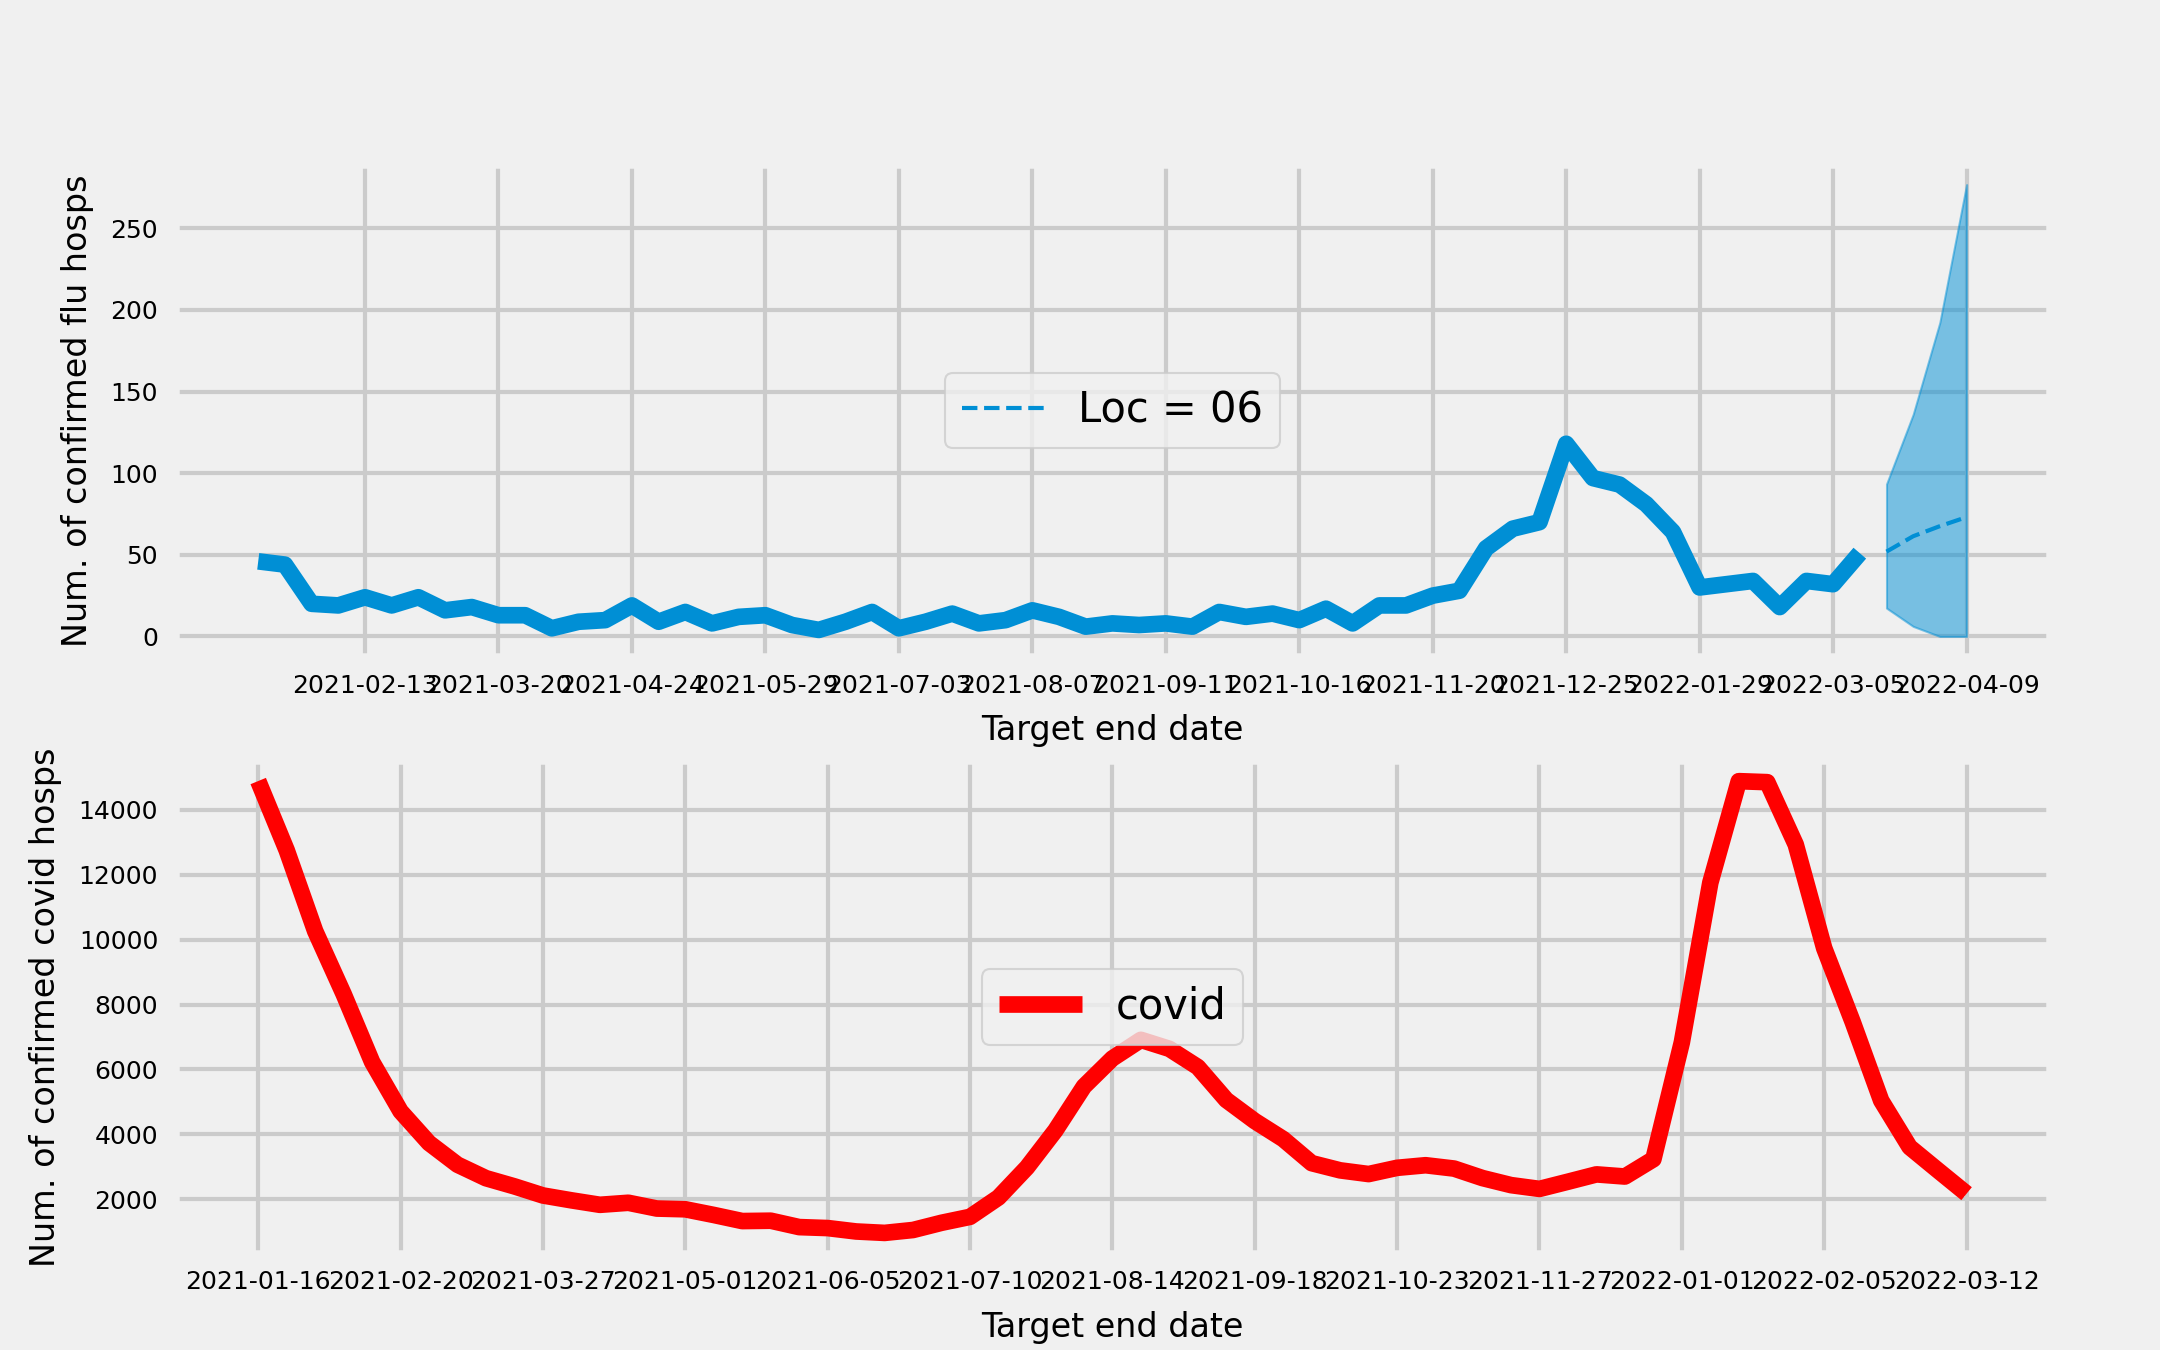 Num. of confirmed flu hosps
250
200
150
100
50
0
Loc = 06
2021-02-13 2021-03-20 2021-04-24 2021-05-29 2021-07-03 2021-08-07 2021-09-11 2021-10-16 2021-11-20 2021-12-25 2022-01-29 2022-03-05 2022-04-09
Target end date
Num. of confirmed covid hosps
14000
12000
10000
8000
6000
4000
2000
covid
2021-01-16 2021-02-20 2021-03-27 2021-05-01 2021-06-05 2021-07-10 2021-08-14 2021-09-18 2021-10-23 2021-11-27 2022-01-01 2022-02-05 2022-03-12
Target end date